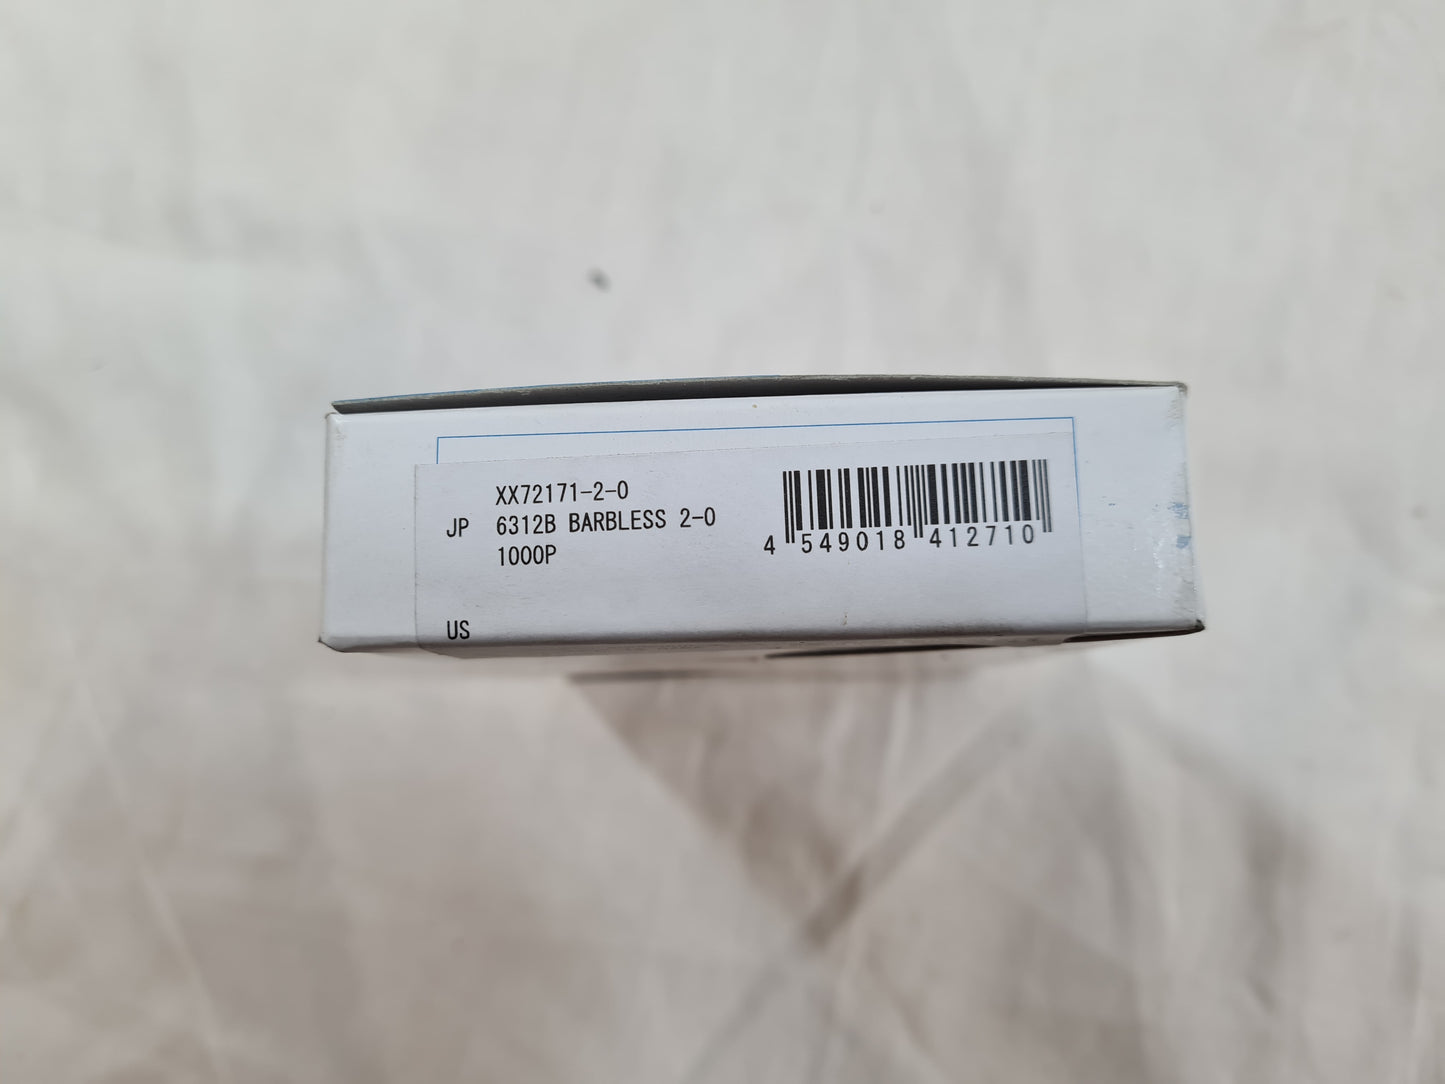 XX72171-2-0
JP 6312B BARBLESS 2-0
1000P
4 549018 412710
US